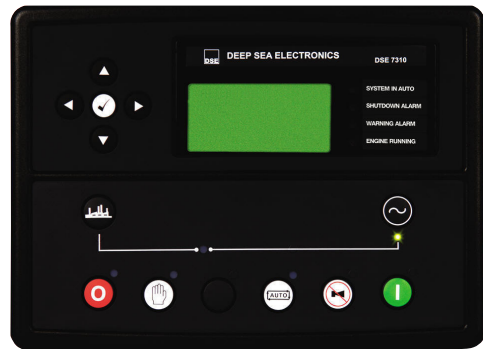 DSE DEEP SEA ELECTRONICS DSE 7310
SYSTEM IN AUTO
SHUTDOWN ALARM
WARNING ALARM
ENGINE RUNNING
O AUTO I